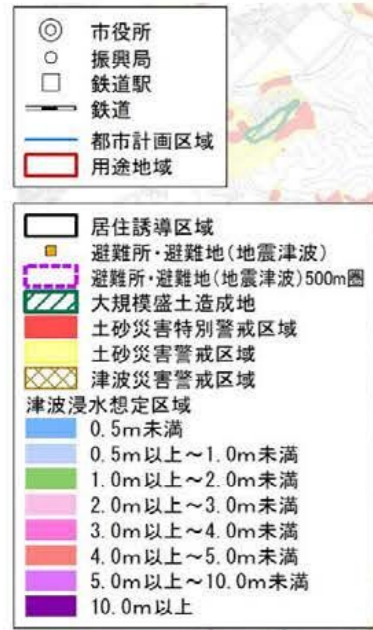 市役所
振興局
鉄道駅
鉄道
都市計画区域
用途地域
居住誘導区域
避難所・避難地(地震津波)
避難所・避難地(地震津波)500m圏
大規模盛土造成地
土砂災害特別警戒区域
土砂災害警戒区域
津波災害警戒区域
津波浸水想定区域
0.5m未満
0.5m以上～1.0m未満
1.0m以上～2.0m未満
2.0m以上～3.0m未満
3.0m以上～4.0m未満
4.0m以上～5.0m未満
5.0m以上～10.0m未満
10.0m以上